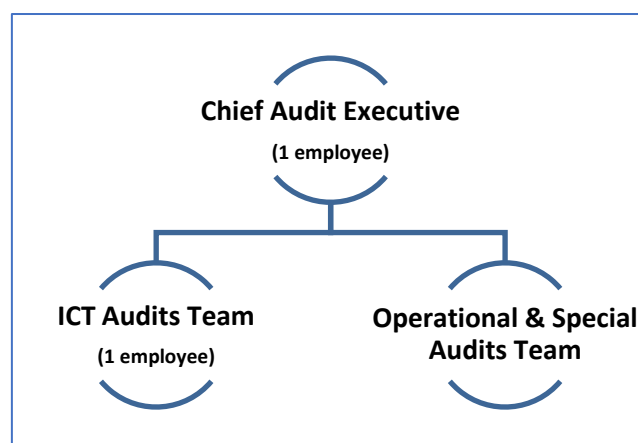 Chief Audit Executive
(1 employee)
ICT Audits Team
(1 employee)
Operational & Special
Audits Team